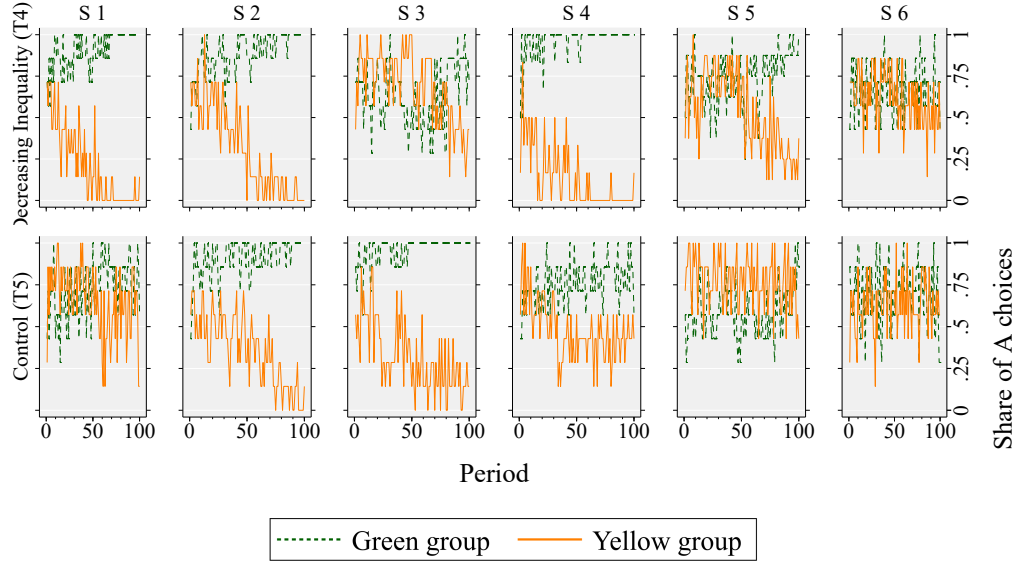 S 1 S 2 S 3 S 4 S 5 S 6
Decreasing Inequality (T4)
0 .25 .5 .75 1
Control (T5)
0 .25 .5 .75 1
Share of A choices
0 50 100 0 50 100 0 50 100 0 50 100 0 50 100 0 50 100
Period
Green group Yellow group